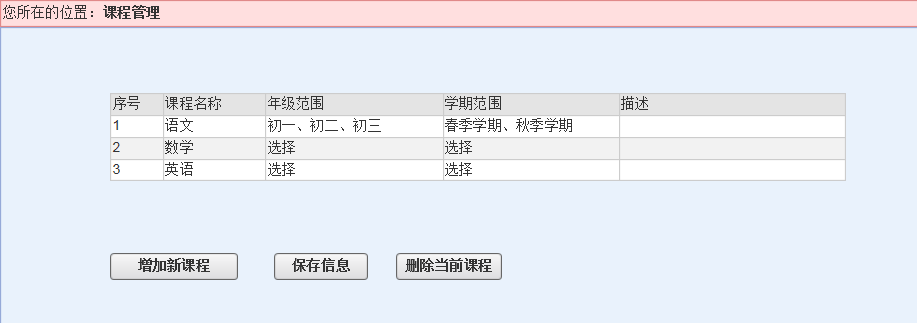 您所在的位置：课程管理
序号 课程名称 年级范围 学期范围 描述
1 语文 初一、初二、初三 春季学期、秋季学期
2 数学 选择 选择
3 英语 选择 选择
增加新课程 保存信息 删除当前课程